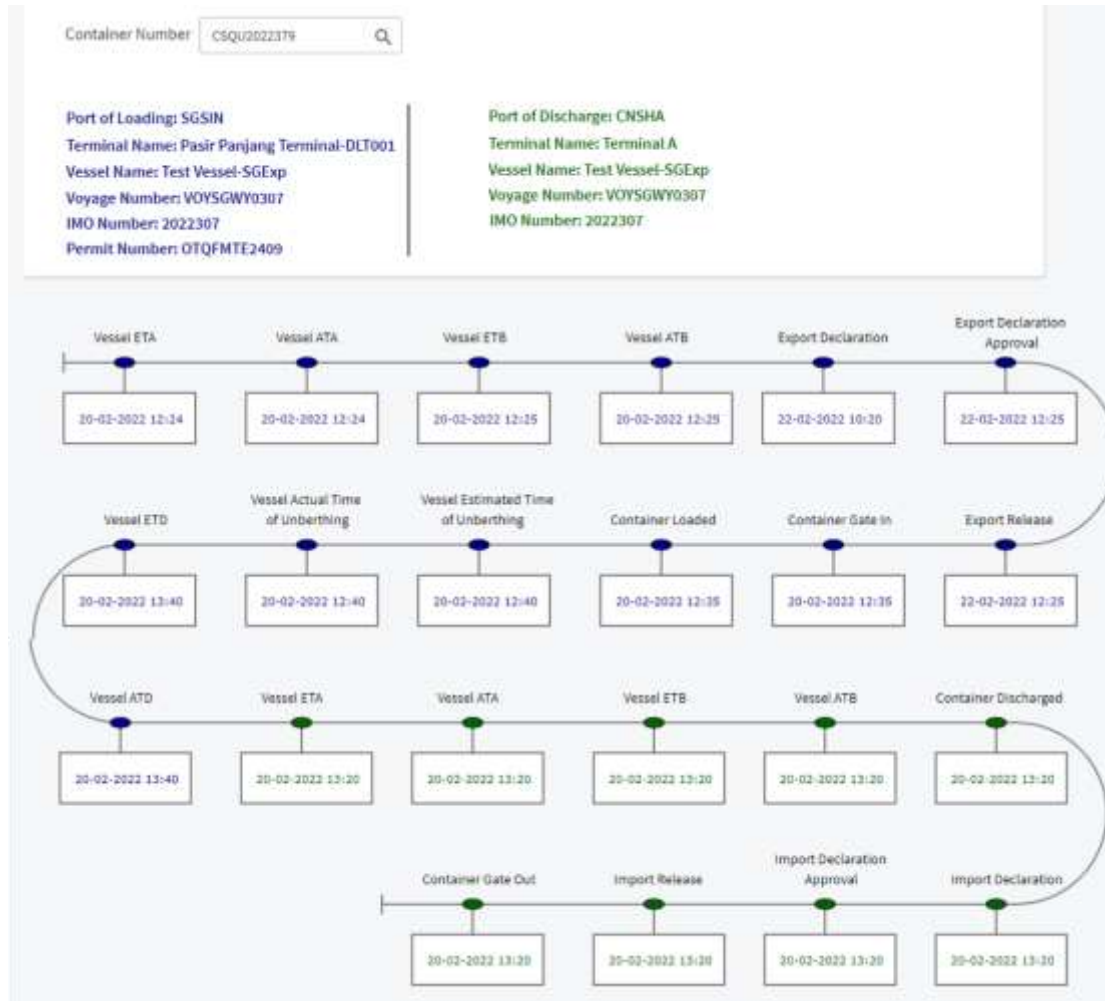 Container Number CSQU2022379
Port of Loading: SGSIN
Terminal Name: Pasir Panjang Terminal-DLT001
Vessel Name: Test Vessel-SGExp
Voyage Number: VOYSGWY0307
IMO Number: 2022307
Permit Number: OTQFMTE2409
Port of Discharge: CNSHA
Terminal Name: Terminal A
Vessel Name: Test Vessel-SGExp
Voyage Number: VOYSGWY0307
IMO Number: 2022307
Vessel ETA Vessel ATA Vessel ETB Vessel ATB Export Declaration Export Declaration
Approval
20-02-2022 12:24 20-02-2022 12:24 20-02-2022 12:25 20-02-2022 12:25 22-02-2022 10:20 22-02-2022 12:25
Vessel Actual Time Vessel Estimated Time
Vessel ETD of Unberthing of Unberthing Container Loaded Container Gate In Export Release
20-02-2022 13:40 20-02-2022 12:40 20-02-2022 12:40 20-02-2022 12:35 20-02-2022 12:35 22-02-2022 12:25
Vessel ATD Vessel ETA Vessel ATA Vessel ETB Vessel ATB Container Discharged
20-02-2022 13:40 20-02-2022 13:20 20-02-2022 13:20 20-02-2022 13:20 20-02-2022 13:20 20-02-2022 13:20
Import Declaration
Container Gate Out Import Release Approval Import Declaration
20-02-2022 13:20 20-02-2022 13:20 20-02-2022 13:20 20-02-2022 13:20